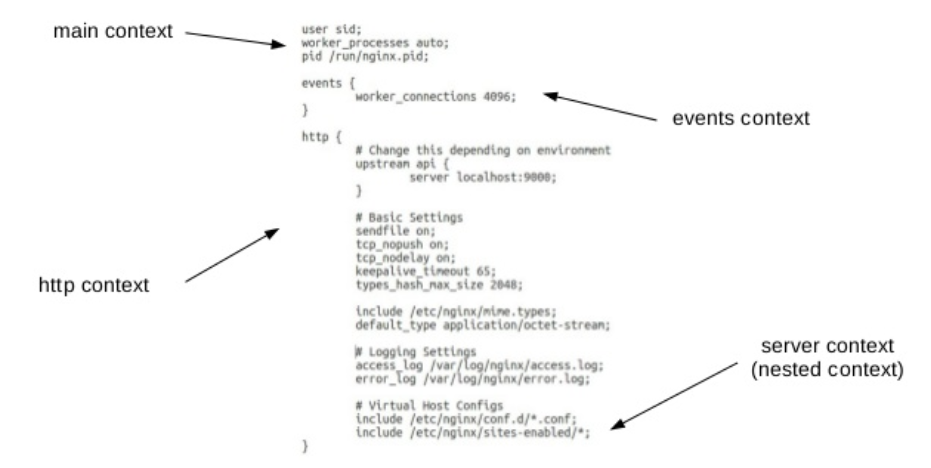 main context
user sid;
worker_processes auto;
pid /run/nginx.pid;
events {
worker_connections 4096;
}
events context
http {
# Change this depending on environment
upstream api {
server localhost:9000;
}
# Basic Settings
sendfile on;
tcp_nopush on;
tcp_nodelay on;
keepalive_timeout 65;
types_hash_max_size 2048;
http context
include /etc/nginx/mime.types;
default_type application/octet-stream;
# Logging Settings
access_log /var/log/nginx/access.log;
error_log /var/log/nginx/error.log;
server context
(nested context)
# Virtual Host Configs
include /etc/nginx/conf.d/*.conf;
include /etc/nginx/sites-enabled/*;
}